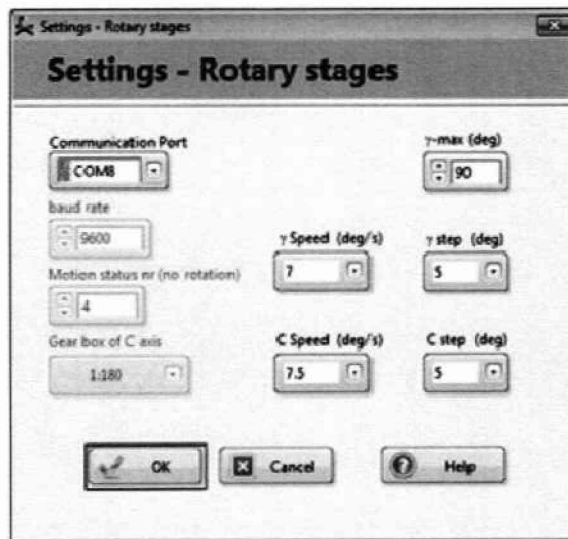 Settings - Rotary stages
Settings - Rotary stages
Communication Port
γ-max (deg)
COM8
90
baud rate
9600
γ Speed (deg/s)
γ step (deg)
7
5
Motion status nr (no rotation)
4
Gear box of C axis
C Speed (deg/s)
C step (deg)
1:180
7.5
5
OK
Cancel
Help